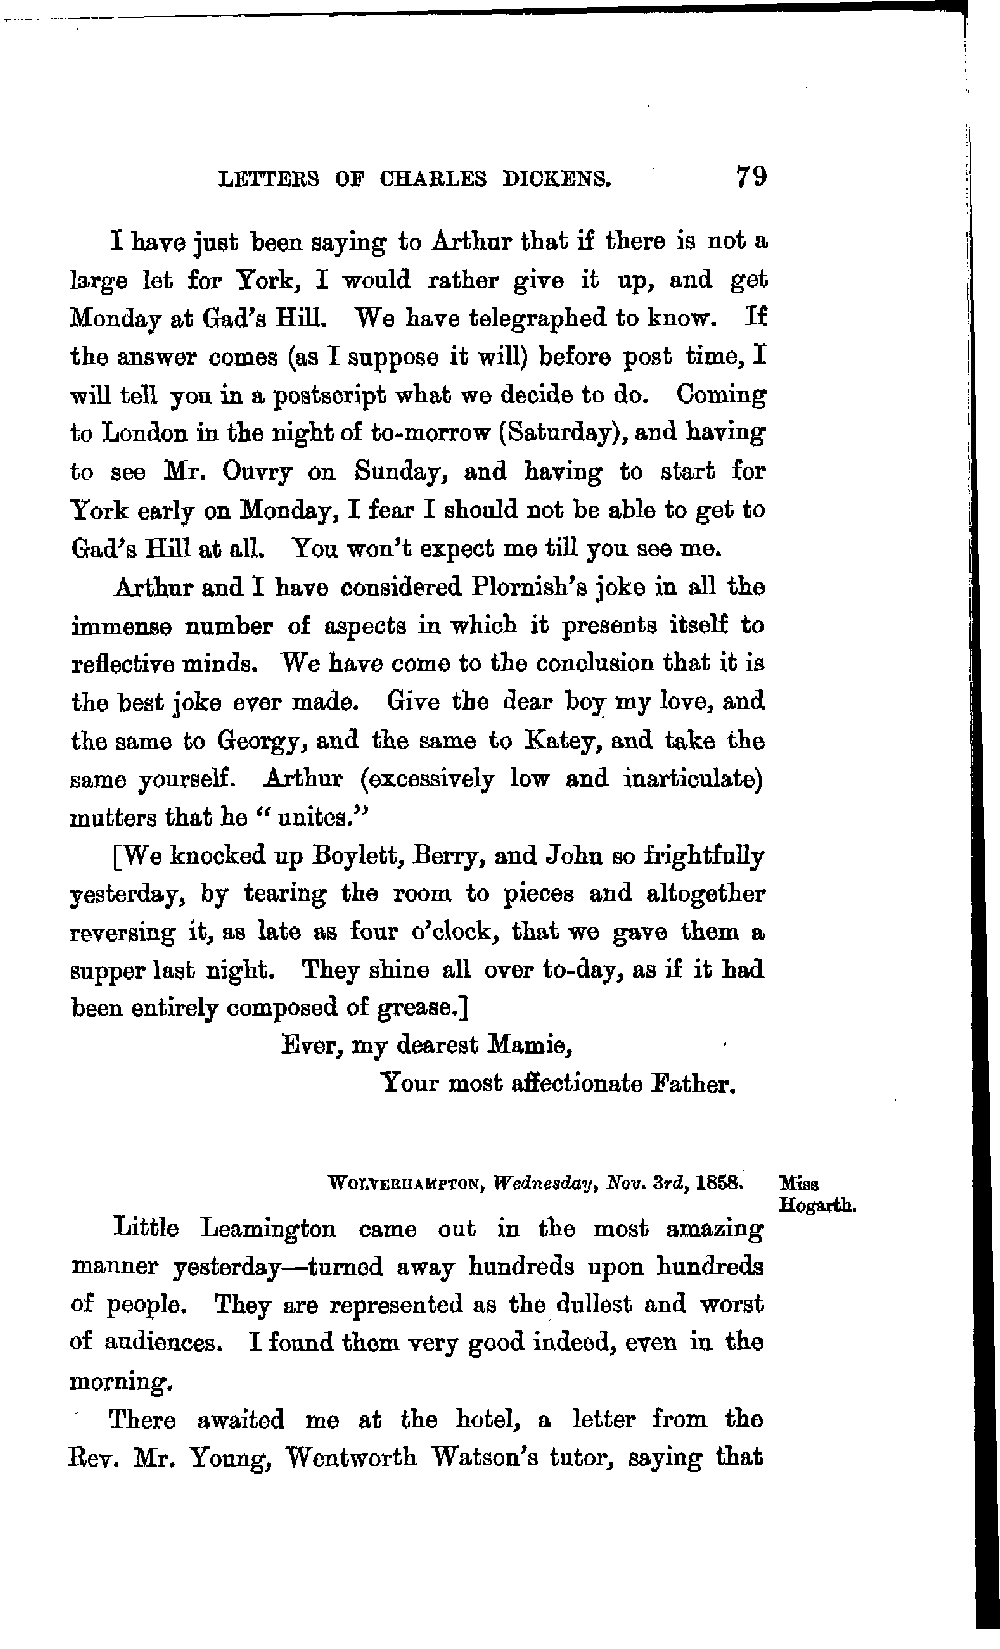 LETTERS OF CHARLES DICKENS. 79
I have just been saying to Arthur that if there is not a
large let for York, I would rather give it up, and get
Monday at Gad's Hill. We have telegraphed to know. If
the answer comes (as I suppose it will) before post time, I
will tell you in a postscript what we decide to do. Coming
to London in the night of to-morrow (Saturday), and having
to see Mr. Ouvry on Sunday, and having to start for
York early on Monday, I fear I should not be able to get to
Gad's Hill at all. You won't expect me till you see me.
Arthur and I have considered Plornish's joke in all the
immense number of aspects in which it presents itself to
reflective minds. We have come to the conclusion that it is
the best joke ever made. Give the dear boy my love, and
the same to Georgy, and the same to Katey, and take the
same yourself. Arthur (excessively low and inarticulate)
mutters that he "unites."
[We knocked up Boylett, Berry, and John so frightfully
yesterday, by tearing the room to pieces and altogether
reversing it, as late as four o'clock, that we gave them a
supper last night. They shine all over to-day, as if it had
been entirely composed of grease.]
Ever, my dearest Mamie,
Your most affectionate Father.
WOLVERHAMPTON, Wednesday, Nov. 3rd, 1858. Miss
Hogarth.
Little Leamington came out in the most amazing
manner yesterday—turned away hundreds upon hundreds
of people. They are represented as the dullest and worst
of audiences. I found them very good indeed, even in the
morning.
There awaited me at the hotel, a letter from the
Rev. Mr. Young, Wentworth Watson's tutor, saying that